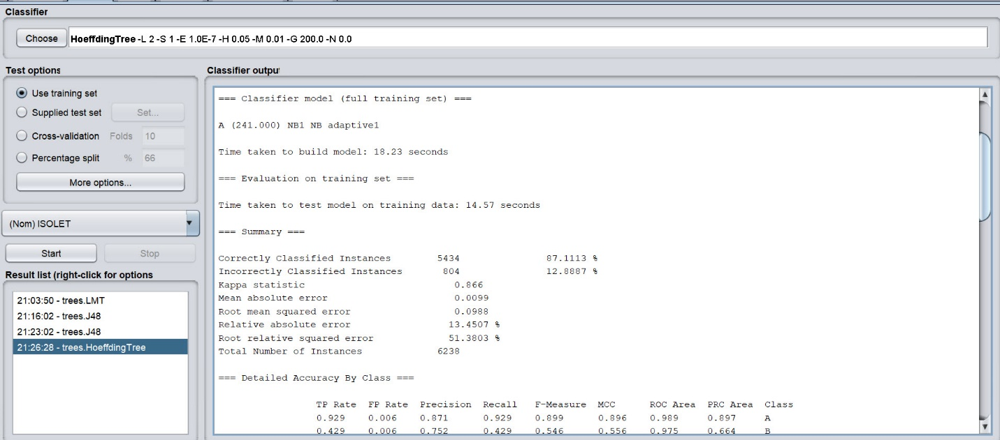 Classifier
Choose HoeffdingTree -L 2 -S 1 -E 1.0E-7 -H 0.05 -M 0.01 -G 200.0 -N 0.0
Test options
Use training set
Supplied test set Set...
Cross-validation Folds 10
Percentage split % 66
More options...
(Nom) ISOLET
Start Stop
Result list (right-click for options
21:03:50 - trees.LMT
21:16:02 - trees.J48
21:23:02 - trees.J48
21:26:28 - trees.HoeffdingTree
Classifier outpu
=== Classifier model (full training set) ===
A (241.000) NB1 NB adaptive1
Time taken to build model: 18.23 seconds
=== Evaluation on training set ===
Time taken to test model on training data: 14.57 seconds
=== Summary ===
Correctly Classified Instances 5434 87.1113 %
Incorrectly Classified Instances 804 12.8887 %
Kappa statistic 0.866
Mean absolute error 0.0099
Root mean squared error 0.0988
Relative absolute error 13.4507 %
Root relative squared error 51.3803 %
Total Number of Instances 6238
=== Detailed Accuracy By Class ===
TP Rate FP Rate Precision Recall F-Measure MCC ROC Area PRC Area Class
0.929 0.006 0.871 0.929 0.899 0.896 0.989 0.897 A
0.429 0.006 0.752 0.429 0.546 0.556 0.975 0.664 B